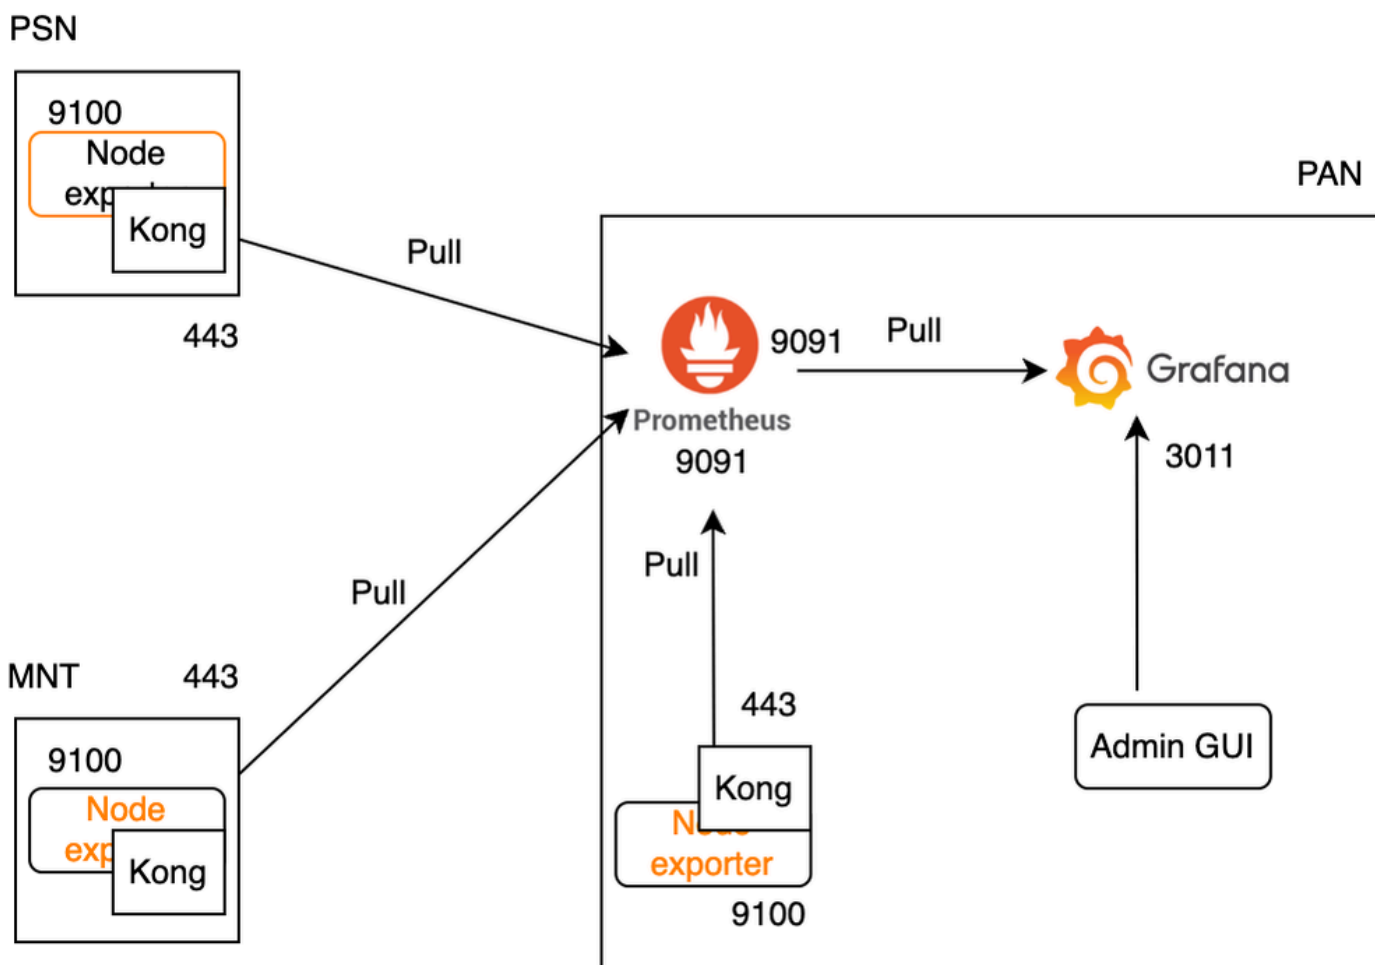 PSN
9100
Node
Kong
443
Pull
PAN
9091
Pull
Grafana
Prometheus
9091
3011
Pull
Pull
MNT
443
9100
Node
Kong
443
Kong
exporter
9100
Admin GUI